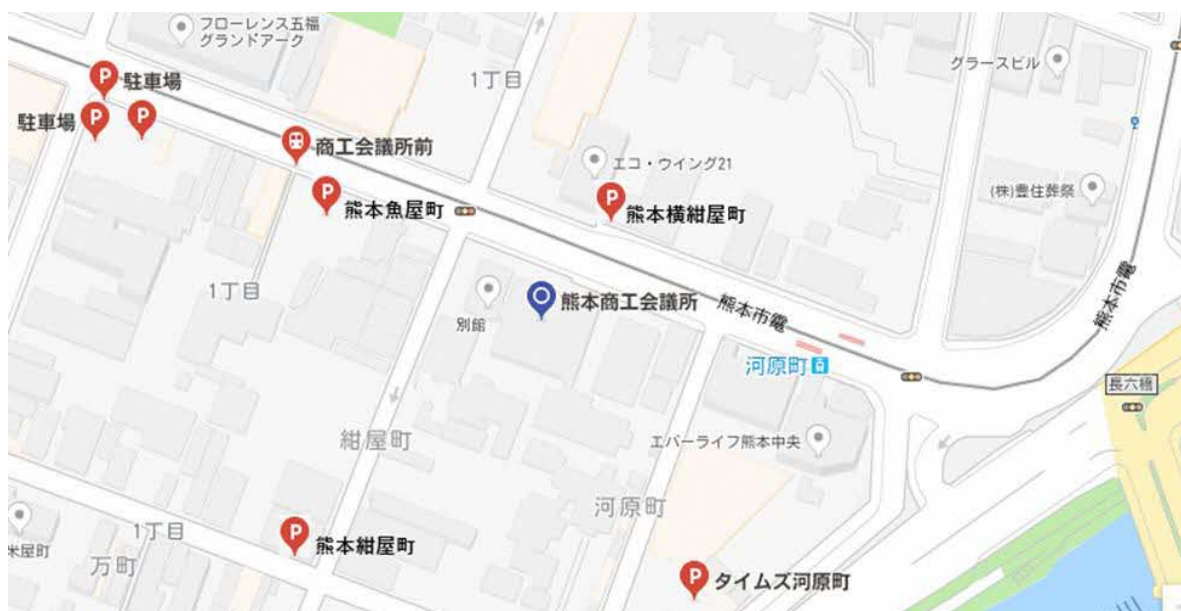 フローレンス五福
グランドアーク
1丁目
グラースビル
P
駐車場
駐車場
P
P
商工会議所前
エコ・ウイング21
P
熊本魚屋町
P
熊本横紺屋町
(株)豊住葬祭
1丁目
別館
熊本商工会議所
熊本市電
熊本市電
河原町
長六橋
紺屋町
エバーライフ熊本中央
河原町
1丁目
P
熊本紺屋町
米屋町
万町
P
タイムズ河原町